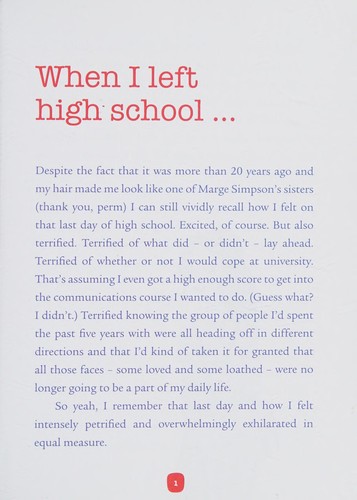 When I left
high school ...
Despite the fact that it was more than 20 years ago and
my hair made me look like one of Marge Simpson's sisters
(thank you, perm) I can still vividly recall how I felt on
that last day of high school. Excited, of course. But also
terrified. Terrified of what did – or didn't – lay ahead.
Terrified of whether or not I would cope at university.
That's assuming I even got a high enough score to get into
the communications course I wanted to do. (Guess what?
I didn't.) Terrified knowing the group of people I'd spent
the past five years with were all heading off in different
directions and that I'd kind of taken it for granted that
all those faces – some loved and some loathed – were no
longer going to be a part of my daily life.
So yeah, I remember that last day and how I felt
intensely petrified and overwhelmingly exhilarated in
equal measure.
1